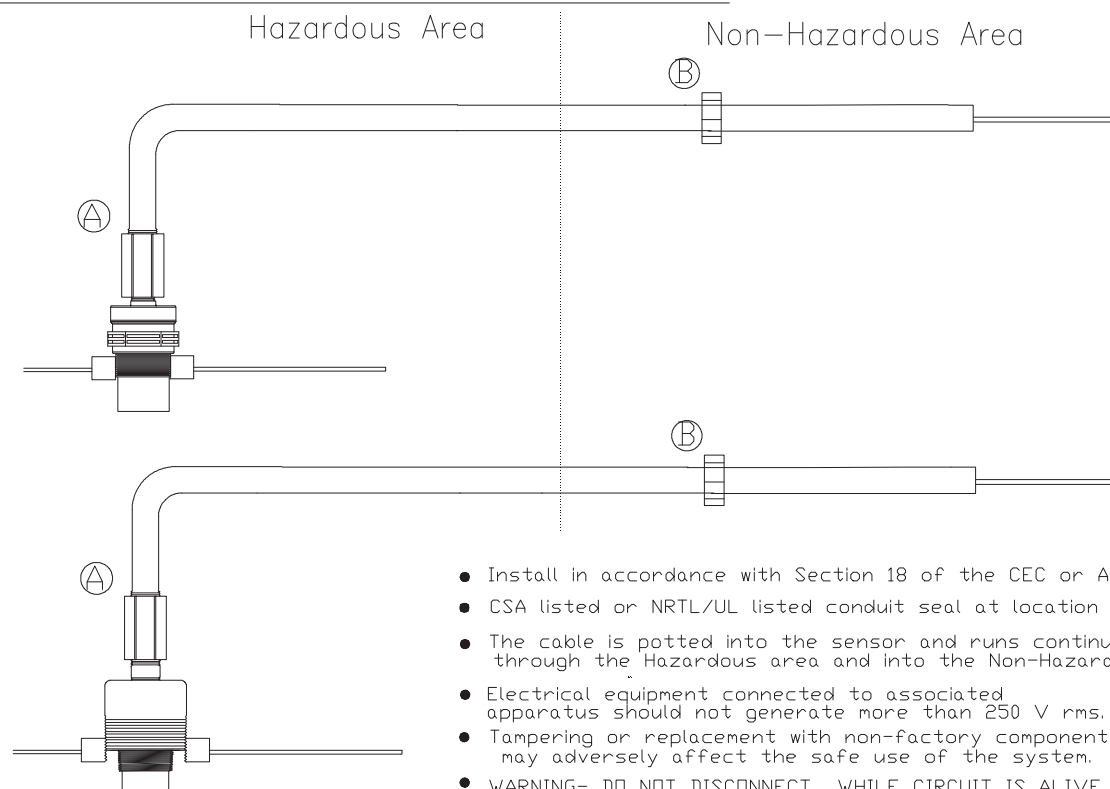 Hazardous Area
Non-Hazardous Area
B
A
B
A
• Install in accordance with Section 18 of the CEC or A
• CSA listed or NRTL/UL listed conduit seal at location
• The cable is potted into the sensor and runs continu
through the Hazardous area and into the Non-Hazard
• Electrical equipment connected to associated
apparatus should not generate more than 250 V rms.
• Tampering or replacement with non-factory component
may adversely affect the safe use of the system.
• WARNING- DO NOT DISCONNECT WHILE CIRCUIT IS ALIVE